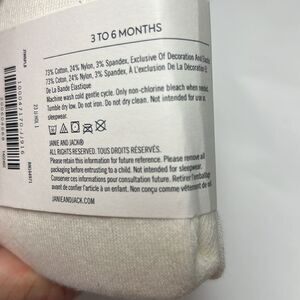 3 TO 6 MONTHS
73% Cotton, 24% Nylon, 3% Spandex, Exclusive Of Decoration And
73% Coton, 24% Nylon, 3% Spandex, À L'exclusion De La Décoration Et
De La Bande Élastique
Machine wash cold gentle cycle. Only non-chlorine bleach when needed.
Tumble dry low. Do not iron. Do not dry clean. Not intended for use in
sleepwear.
JANIE AND JACK®
ALL RIGHTS RESERVED. TOUS DROITS RÉSERVÉS.
Please retain this information for future reference. Please remove all
packaging before entrusting to a child. Not intended for sleepwear.
Conserver ces informations pour consultation future. Retirer l'emballage
avant de confier l'article à un enfant. Non conçu comme vêtement de nuit.
JANIEANDJACK.COM